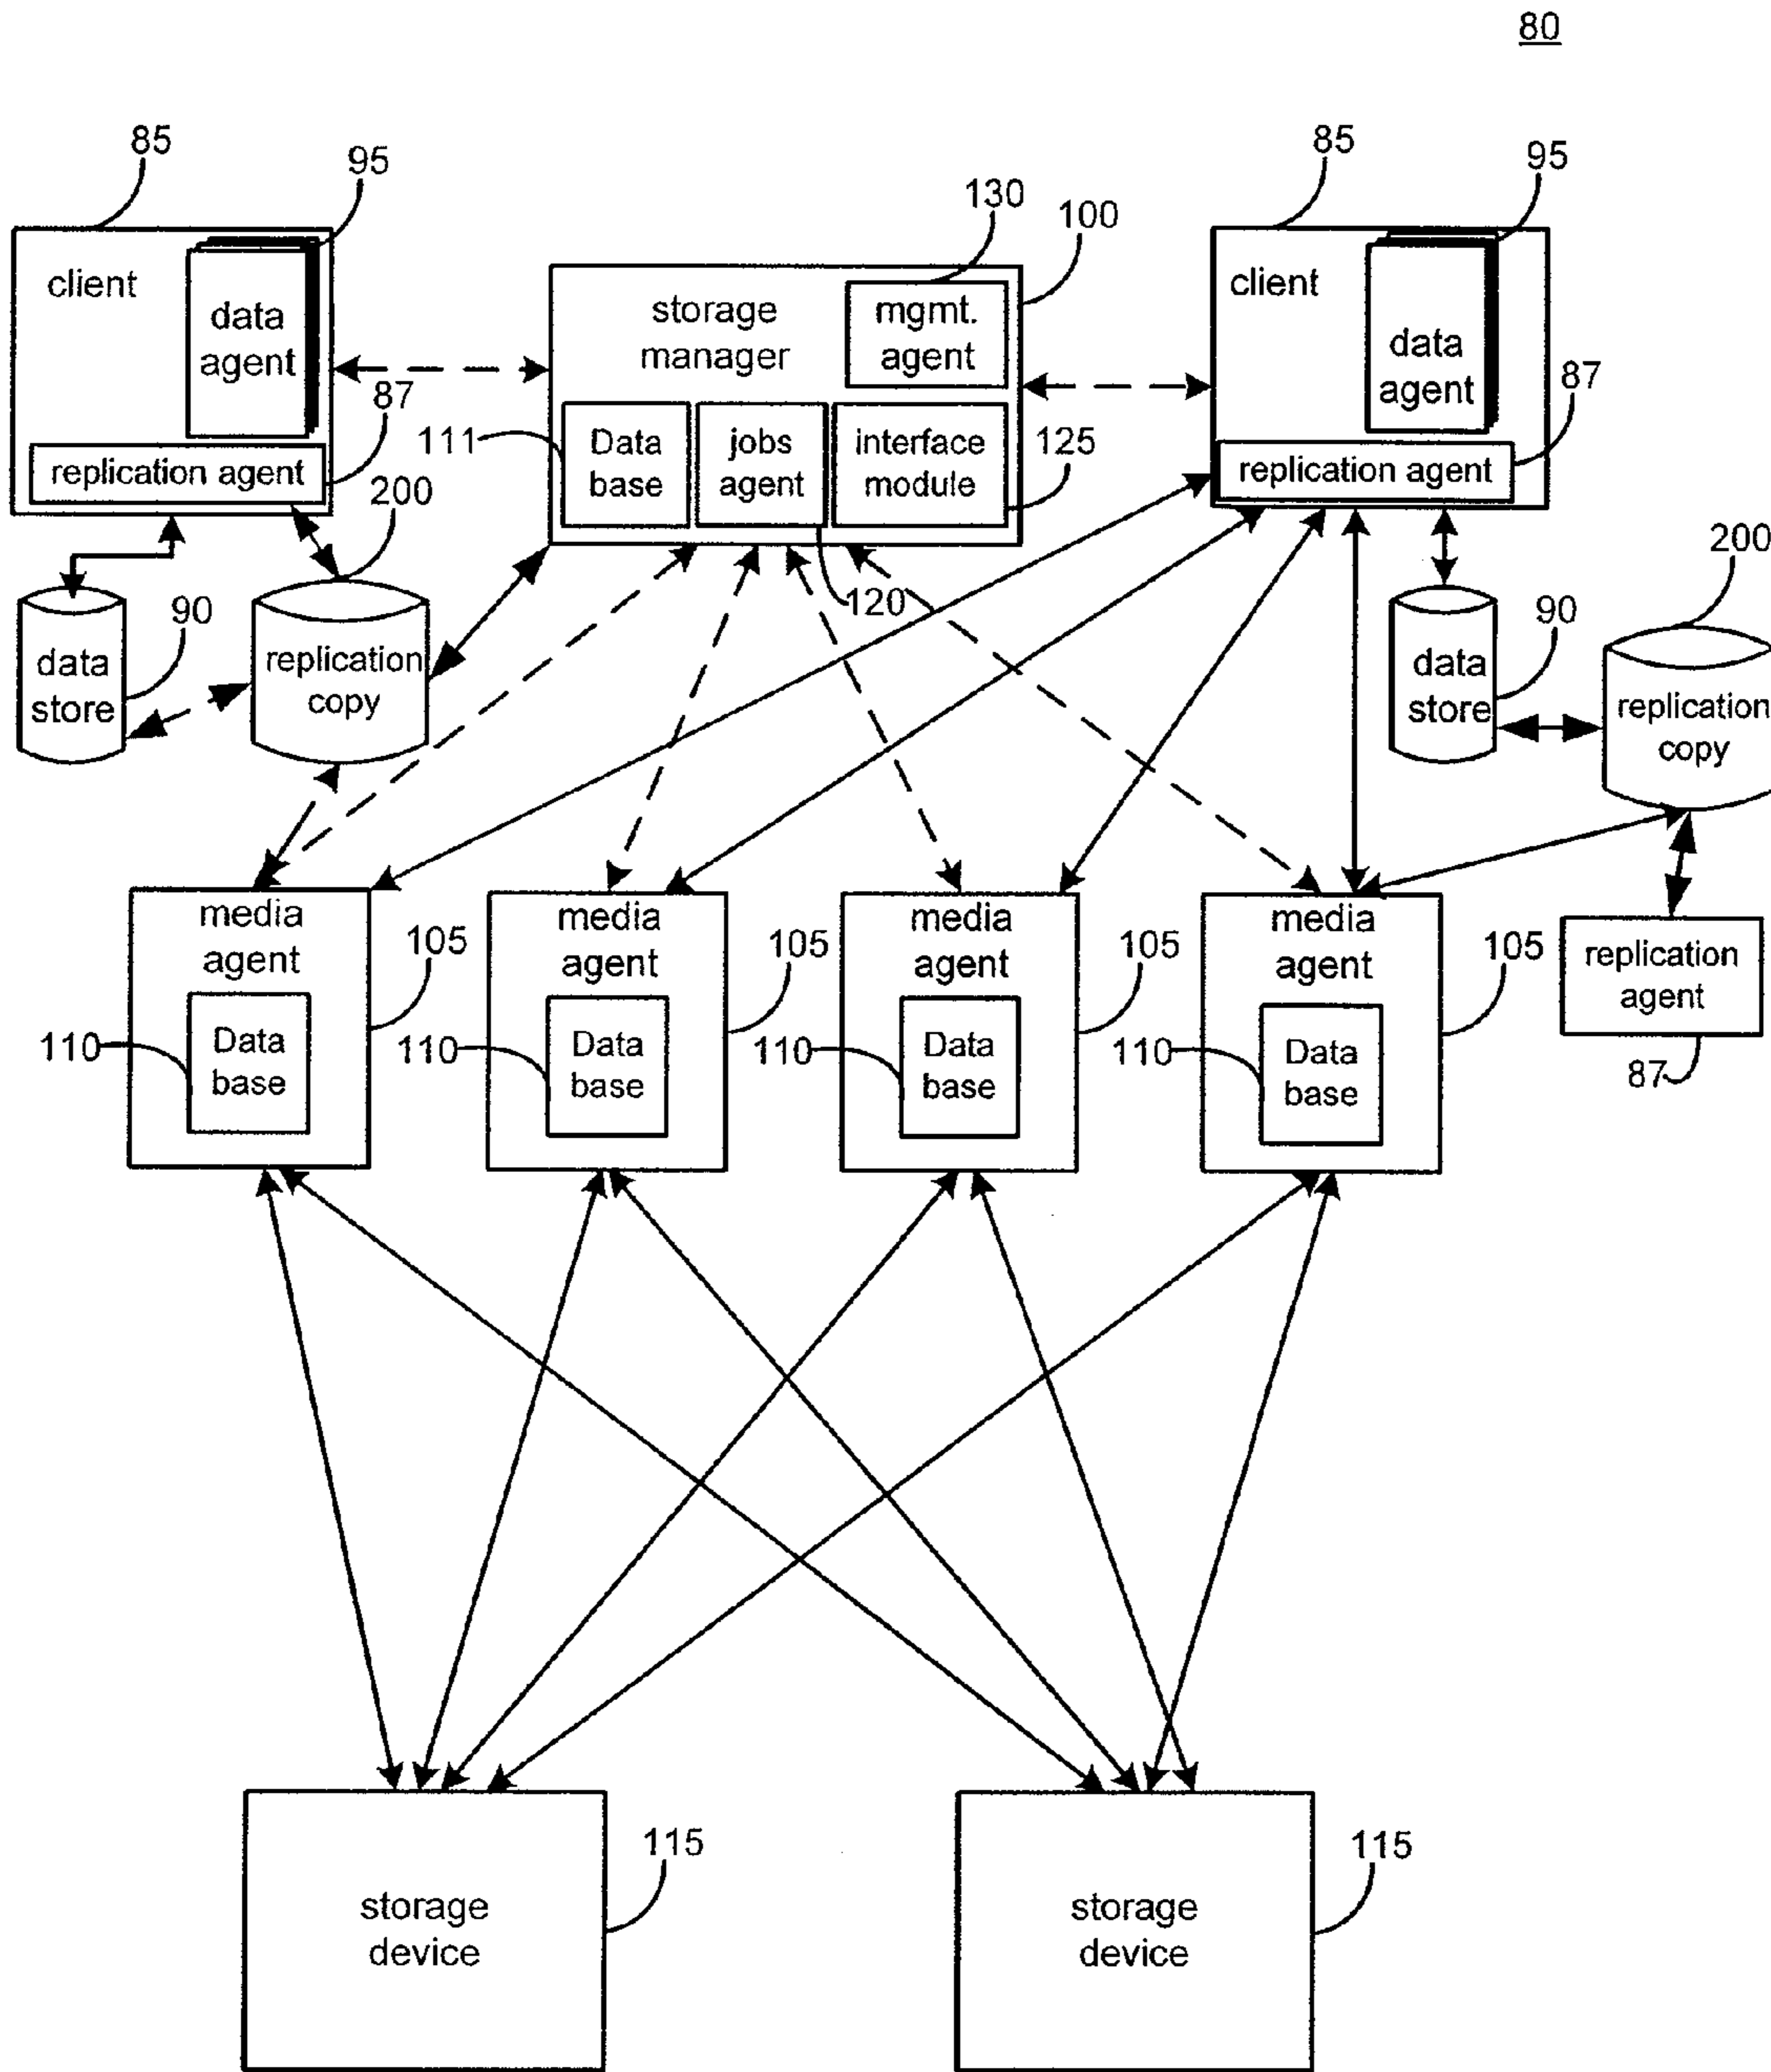 80
85
95
130
100
85
95
client
data
agent
87
replication agent
200
storage
manager
mgmt.
agent
111
Data
base
jobs
agent
interface
module
125
120
client
data
agent
87
replication agent
200
data
store
90
replication
copy
data
store
90
replication
copy
media
agent
105
110
Data
base
media
agent
105
110
Data
base
media
agent
105
110
Data
base
media
agent
105
110
Data
base
replication
agent
87
storage
device
115
storage
device
115